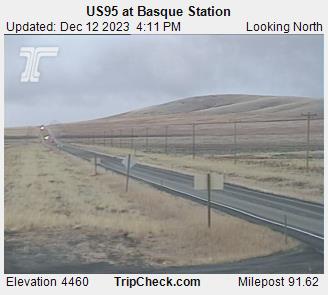 US95 at Basque Station
Updated: Dec 12 2023 4:11 PM Looking North
Elevation 4460 TripCheck.com Milepost 91.62